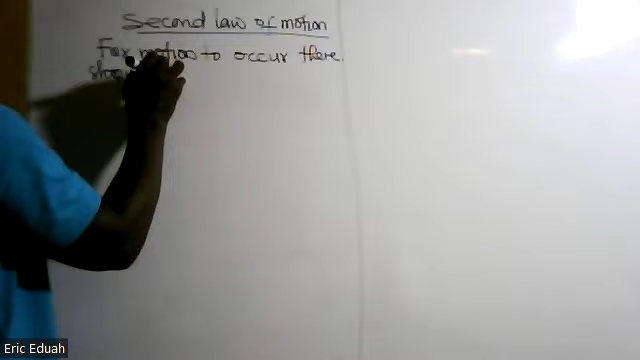 Second law of motion
For motion to occur there
Eric Eduah